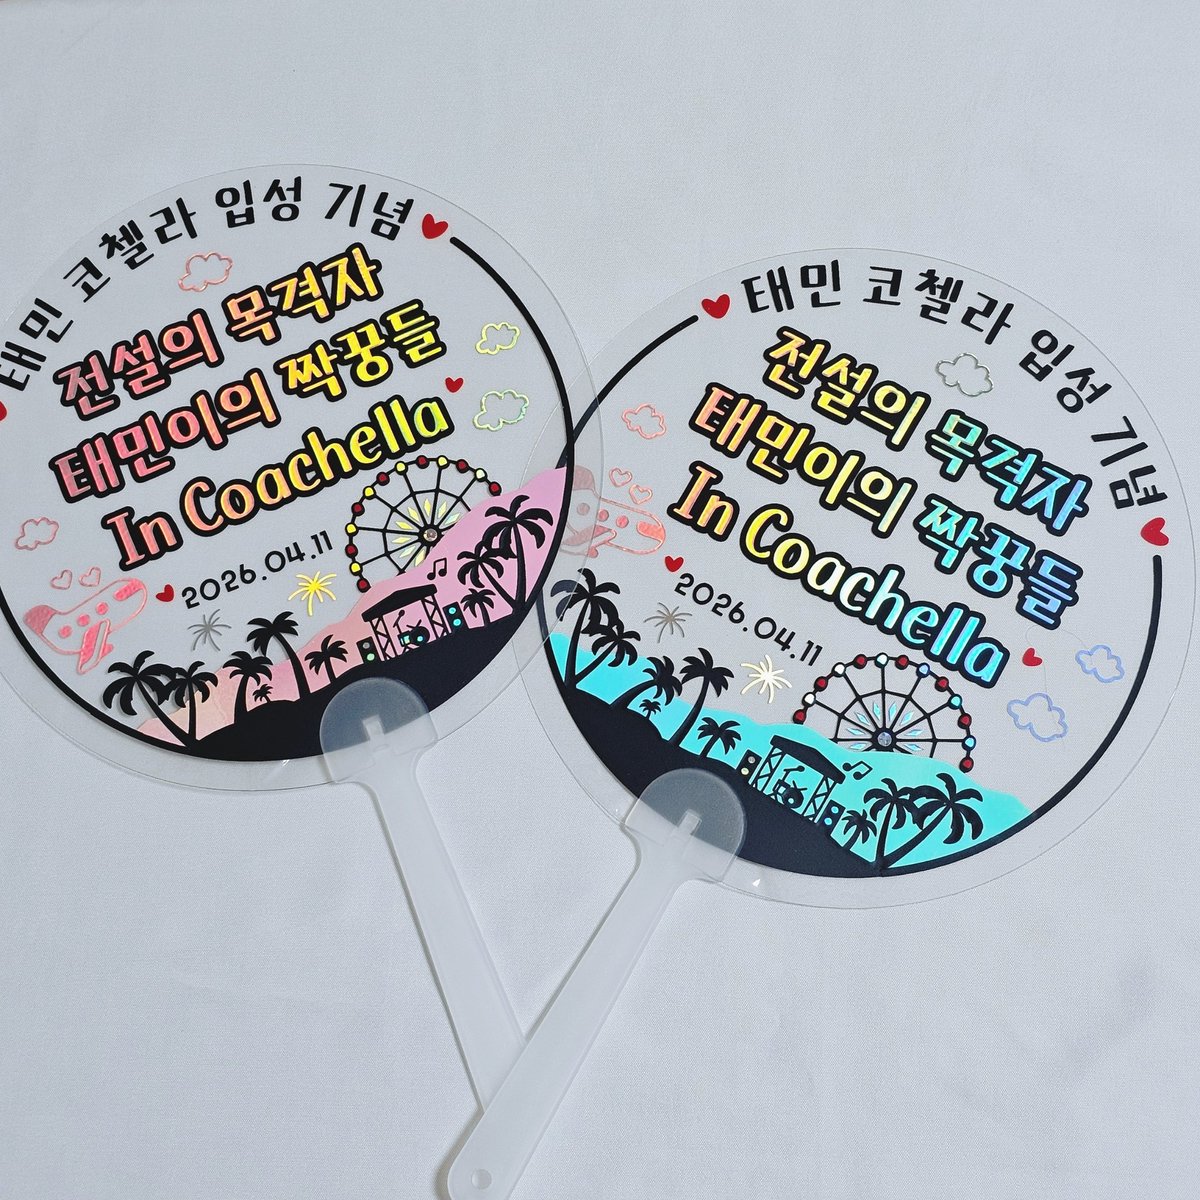 태민 코첼라 입성 기념
전설의 목격자
태민이의 짝꿍들
In Coachella
2026.04.11
태민 코첼라 입성 기념
전설의 목격자
태민이의 짝꿍들
In Coachella
2026.04.11